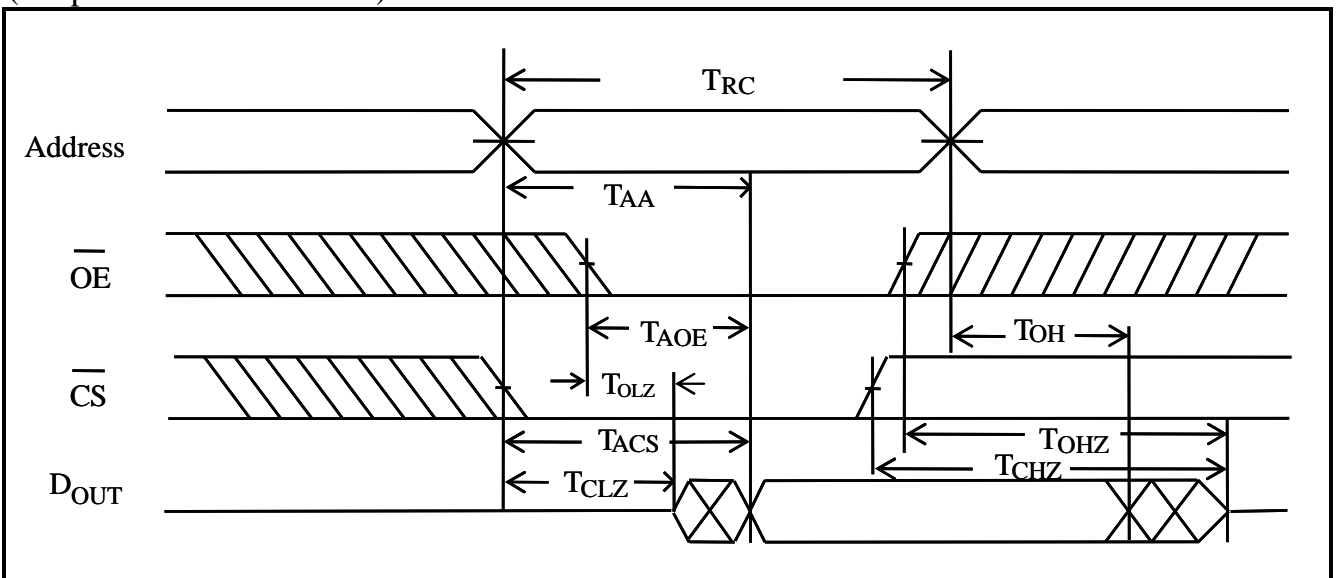 TRC
Address
TAA
OE
TAOE
TOH
CS
TOLZ
TACS
TOHZ
TCHZ
TCLZ
DOUT